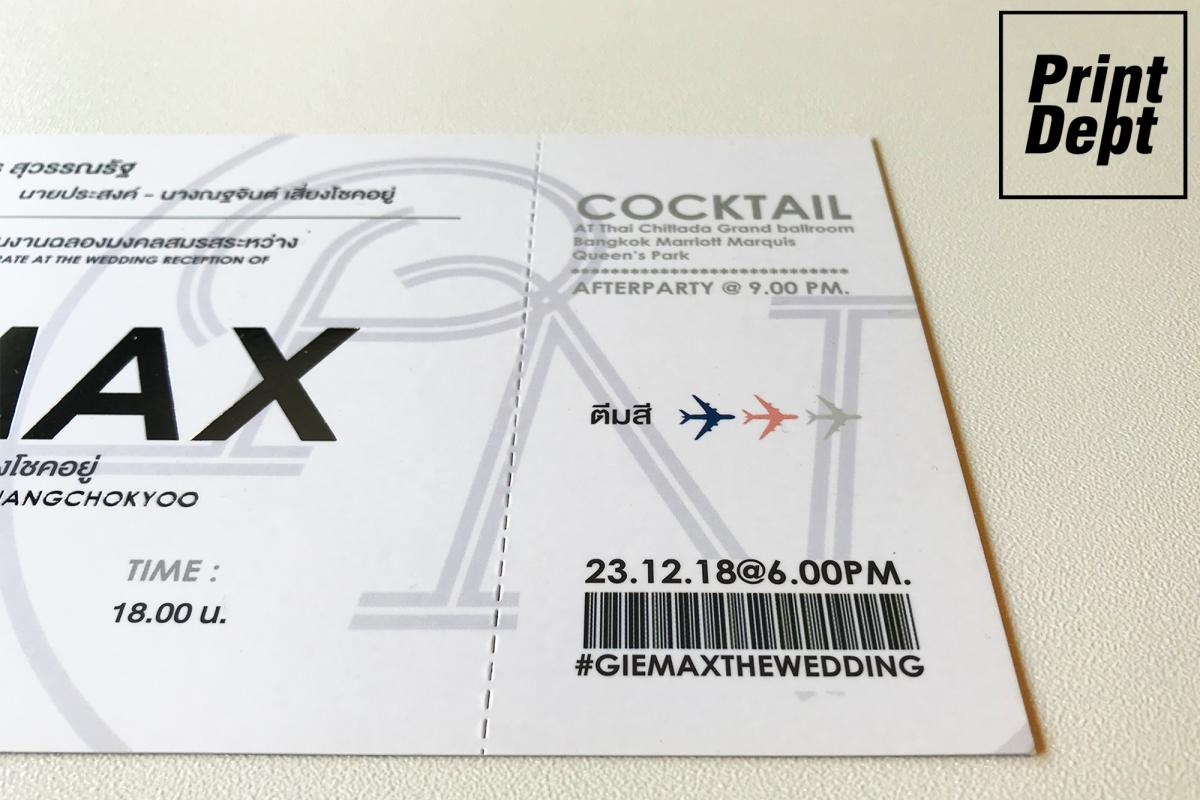 สุวรรณรัฐ
นายประสงค์ - นางณฐจินต์ เสี่ยงโชคอยู่
งานฉลองมงคลสมรสระหว่าง
AT THE WEDDING RECEPTION OF
MAX
โชคอยู่
ANGCHOKYOO
TIME :
18.00 น.
COCKTAIL
AT Thai Chitlada Grand ballroom
Bangkok Marriott Marquis
Queen's Park
AFTERPARTY @ 9.00 PM.
ตีมสี
23.12.18@6.00PM.
#GIEMAXTHEWEDDING
Print
Dept